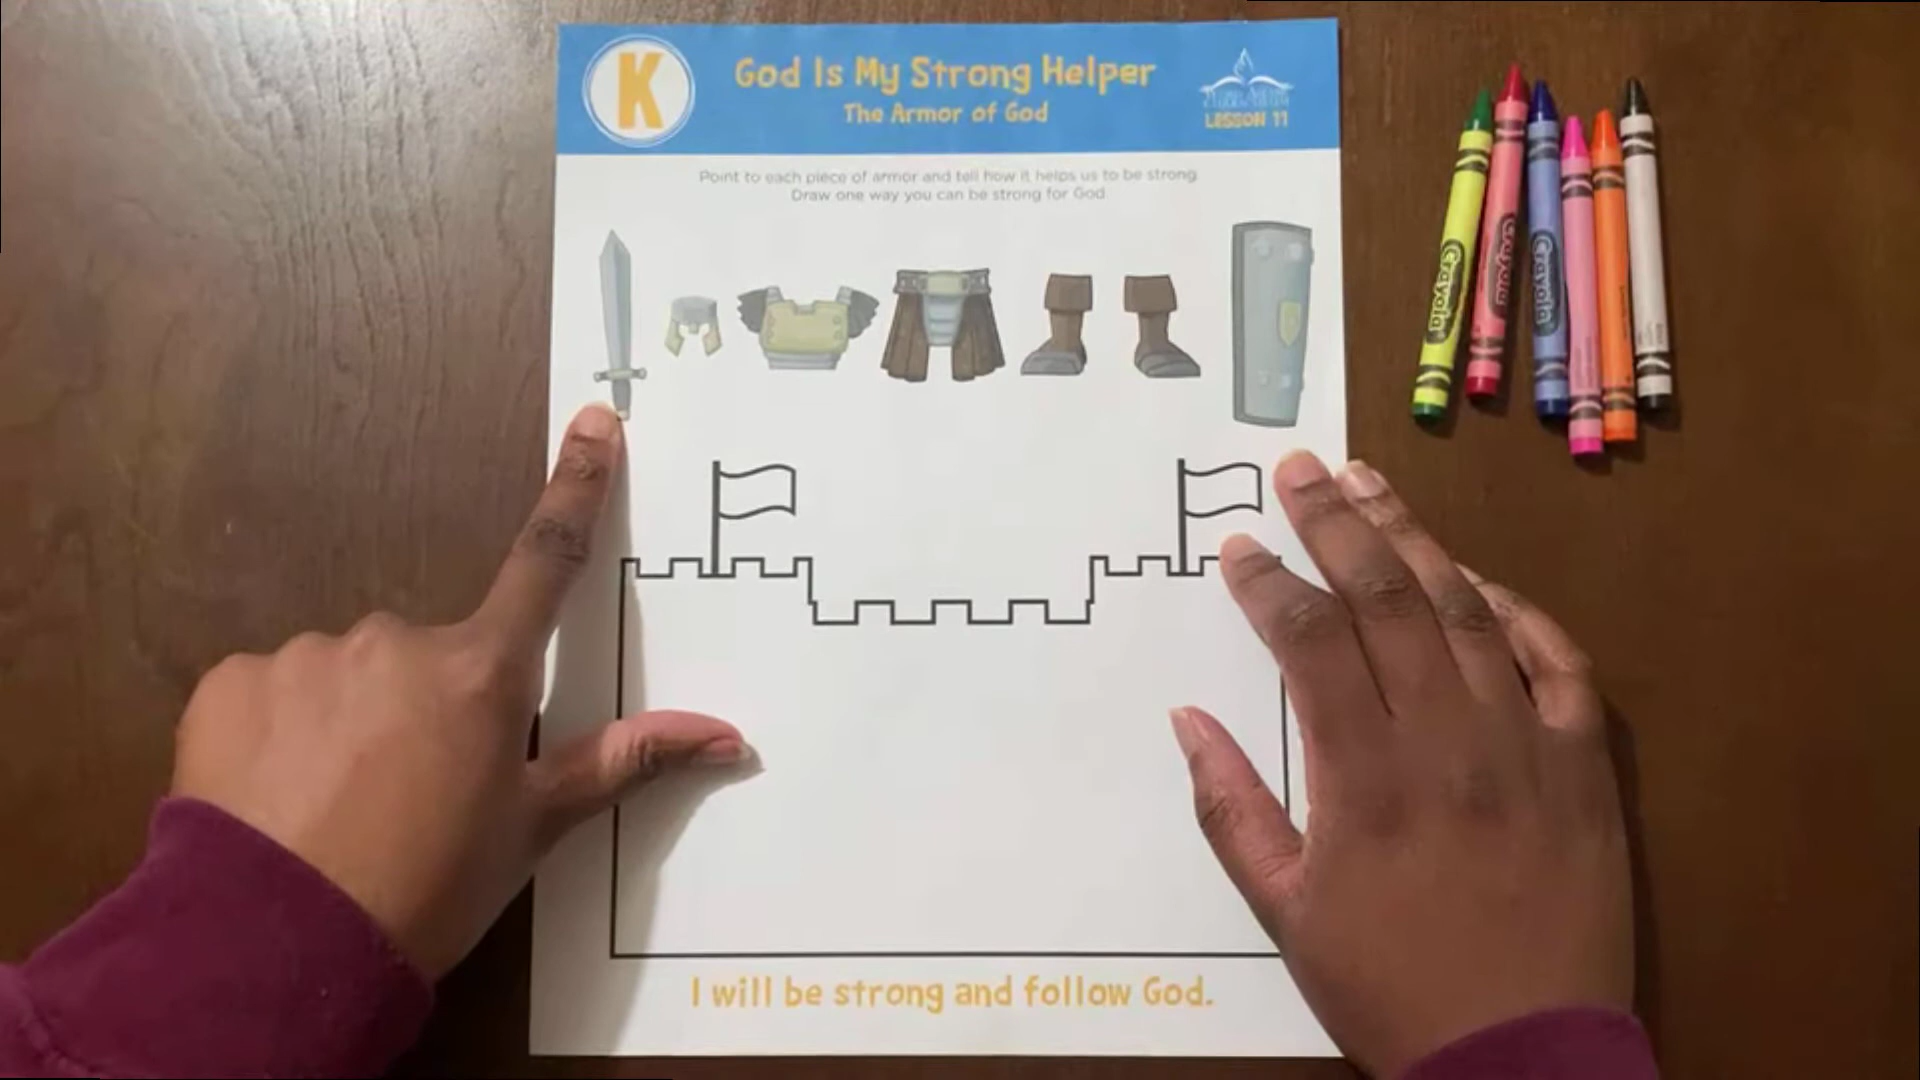 K
God Is My Strong Helper
The Armor of God
LESSON 11
Point to each piece of armor and tell how it helps us to be strong.
Draw one way you can be strong for God.
Crayola
Crayola
Crayola
I will be strong and follow God.